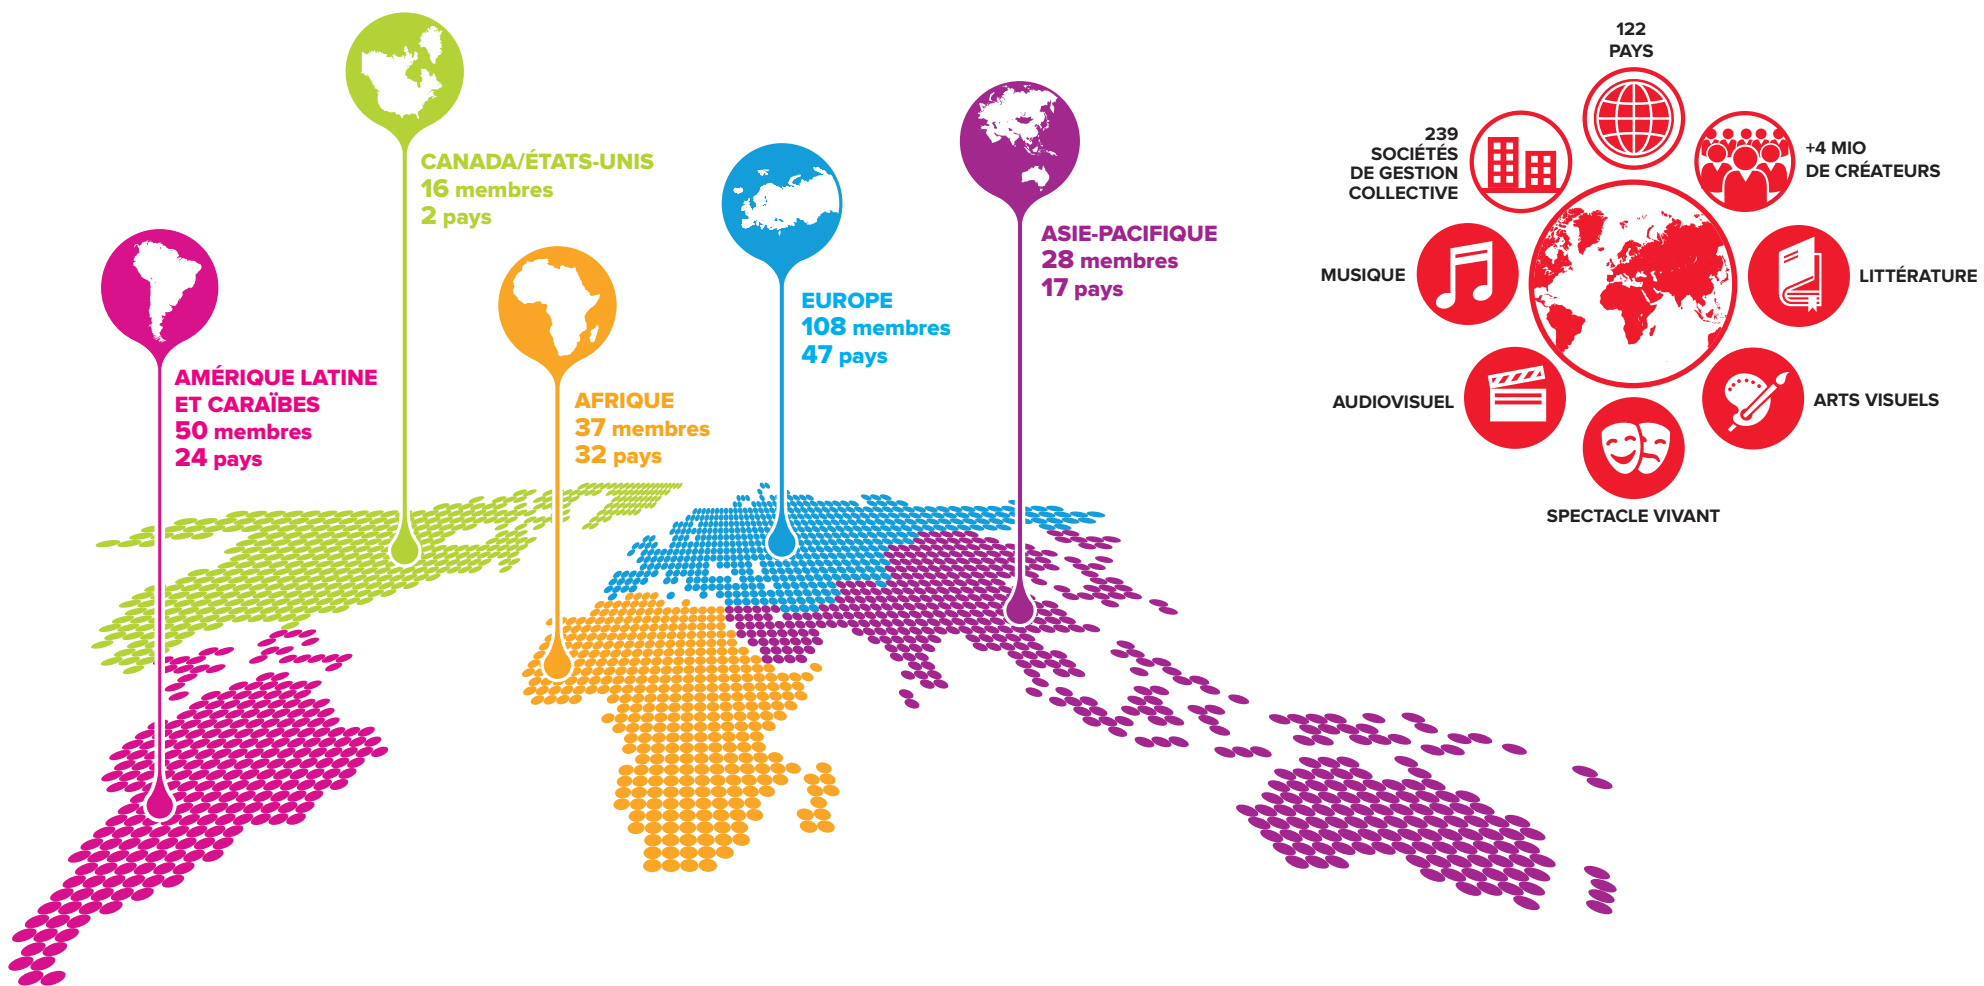 CANADA/ÉTATS-UNIS
16 membres
2 pays
AMÉRIQUE LATINE
ET CARAÏBES
50 membres
24 pays
AFRIQUE
37 membres
32 pays
EUROPE
108 membres
47 pays
ASIE-PACIFIQUE
28 membres
17 pays
122
PAYS
239
SOCIÉTÉS
DE GESTION
COLLECTIVE
+4 MIO
DE CRÉATEURS
MUSIQUE
LITTÉRATURE
AUDIOVISUEL
ARTS VISUELS
SPECTACLE VIVANT